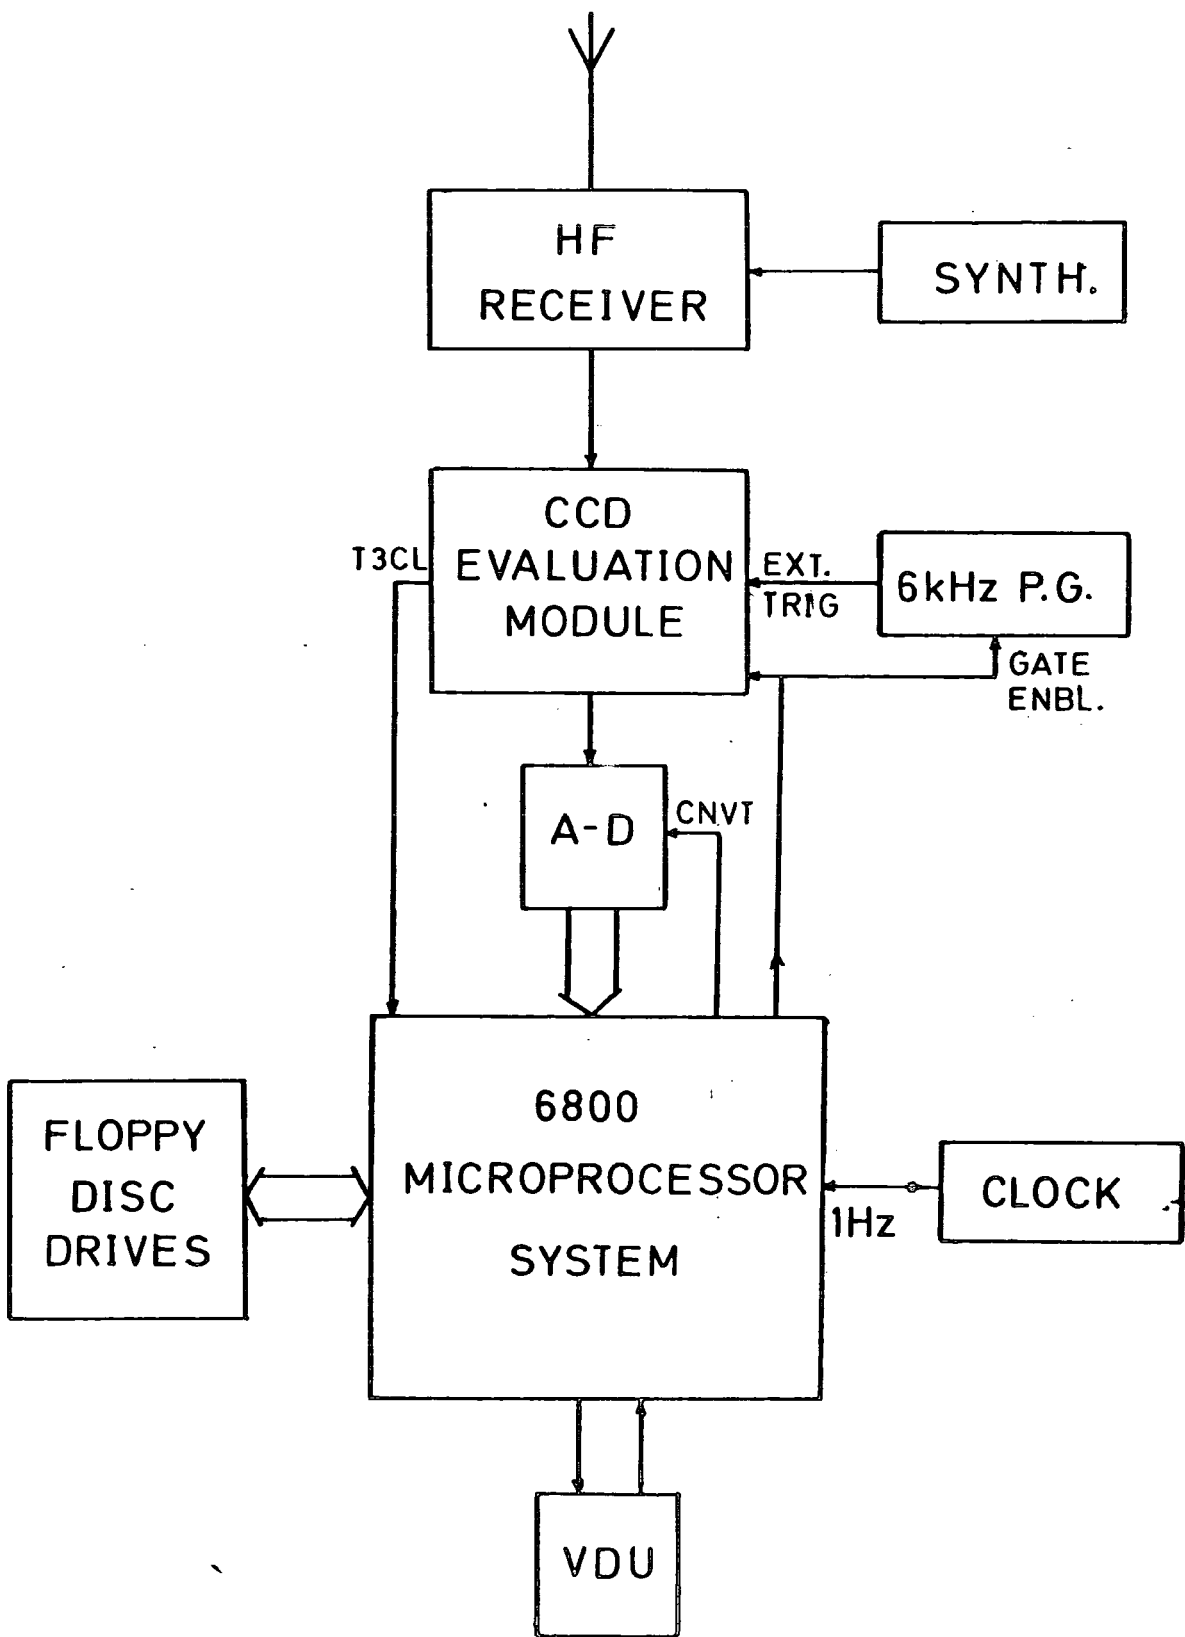 HF
RECEIVER
SYNTH.
CCD
EVALUATION
MODULE
T3CL
EXT.
TRIG
6kHz P.G.
GATE
ENBL.
A-D
CNVT
6800
MICROPROCESSOR
SYSTEM
FLOPPY
DISC
DRIVES
1Hz
CLOCK
VDU